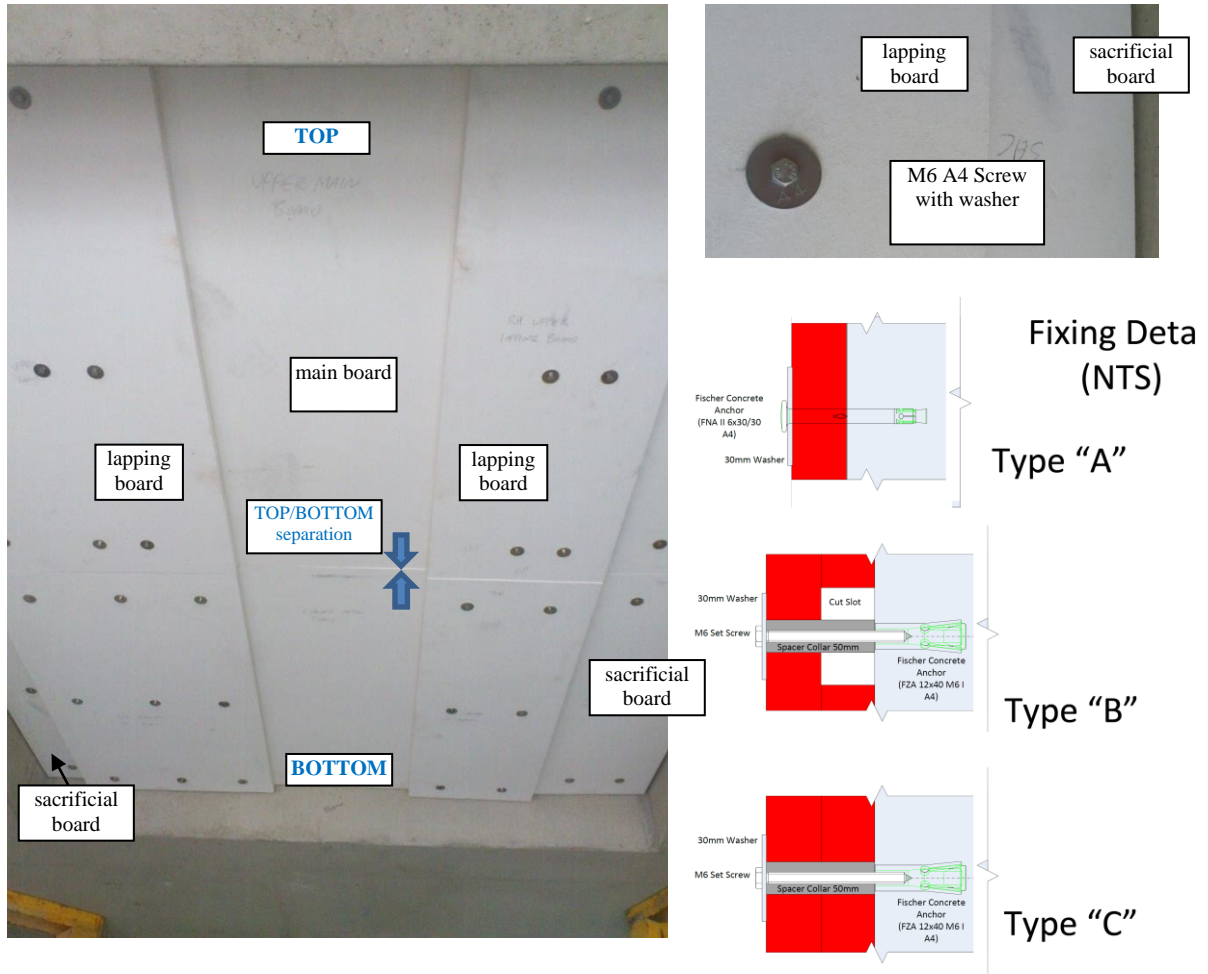 TOP
UPPER MAIN
BOARD
RH UPPER
LAPPING BOARD
main board
lapping
board
lapping
board
TOP/BOTTOM
separation
sacrificial
board
BOTTOM
sacrificial
board
lapping
board
sacrificial
board
M6 A4 Screw
with washer
A4
Fixing Deta
(NTS)
Fischer Concrete
Anchor
(FNA II 6x30/30
A4)
30mm Washer
Type “A”
30mm Washer
Cut Slot
M6 Set Screw
Spacer Collar 50mm
Fischer Concrete
Anchor
(FZA 12x40 M6 I
A4)
Type “B”
30mm Washer
M6 Set Screw
Spacer Collar 50mm
Fischer Concrete
Anchor
(FZA 12x40 M6 I
A4)
Type “C”